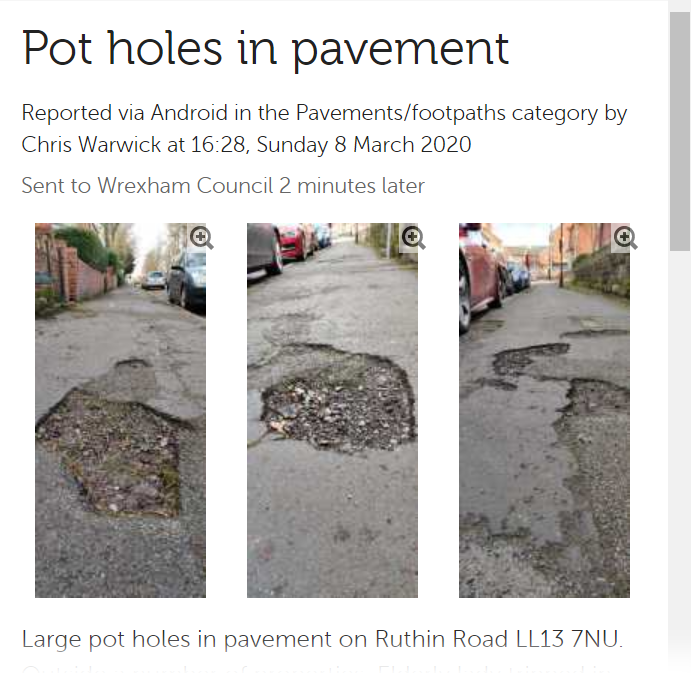 Pot holes in pavement
Reported via Android in the Pavements/footpaths category by
Chris Warwick at 16:28, Sunday 8 March 2020
Sent to Wrexham Council 2 minutes later
Large pot holes in pavement on Ruthin Road LL13 7NU.